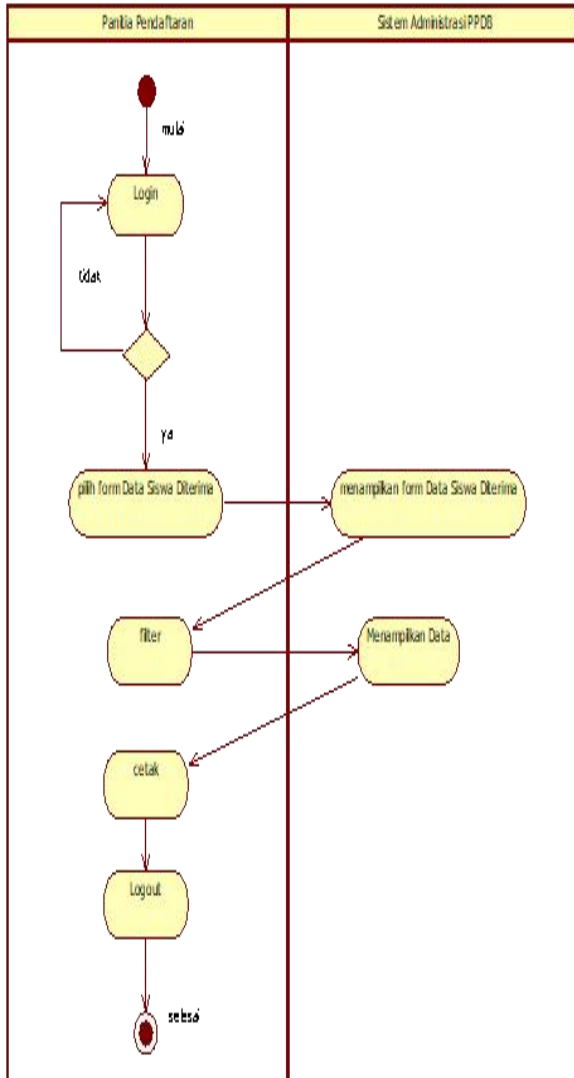 Panitia Pendaftaran
Sistem Administrasi PPDB
mulai
Login
tidak
ya
pilih form Data Siswa Diterima
menampilkan form Data Siswa Diterima
filter
Menampilkan Data
cetak
Logout
selesai